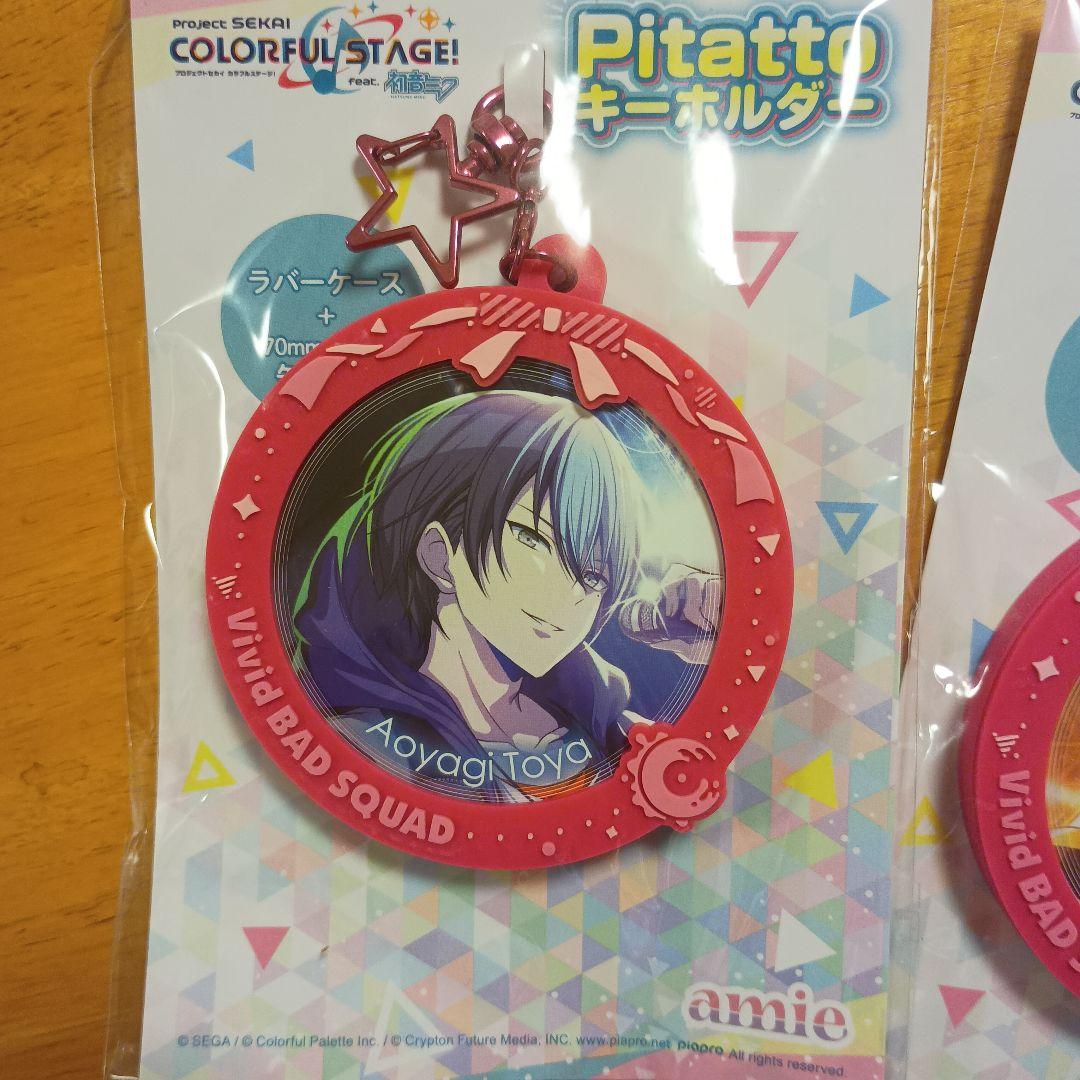 Project SEKAI
COLORFUL STAGE!
プロジェクトセカイ カラフルステージ!
feat. 初音ミク
HATSUNE MIKU
Pitatto
キーホルダー
ラバーケース
+
70mm
Aoyagi Toya
Vivid BAD SQUAD
Vivid BAD
amie
© SEGA / © Colorful Palette Inc. / © Crypton Future Media, INC. www.piapro.net piapro All rights reserved.